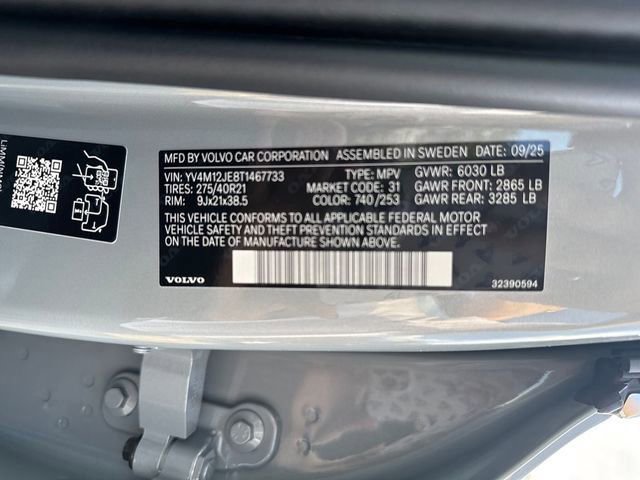 MFD BY VOLVO CAR CORPORATION ASSEMBLED IN SWEDEN DATE: 09/25
VIN: YV4M12JE8T1467733 TYPE: MPV GVWR: 6030 LB
TIRES: 275/40R21 MARKET CODE: 31 GAWR FRONT: 2865 LB
RIM: 9Jx21x38.5 COLOR: 740/253 GAWR REAR: 3285 LB
THIS VEHICLE CONFORMS TO ALL APPLICABLE FEDERAL MOTOR
VEHICLE SAFETY AND THEFT PREVENTION STANDARDS IN EFFECT
ON THE DATE OF MANUFACTURE SHOWN ABOVE.
VOLVO 32390594